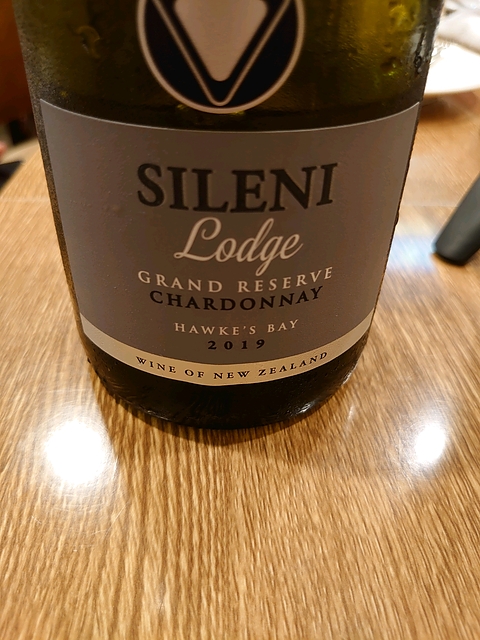 SILENI
Lodge
GRAND RESERVE
CHARDONNAY
HAWKE'S BAY
2019
WINE OF NEW ZEALAND